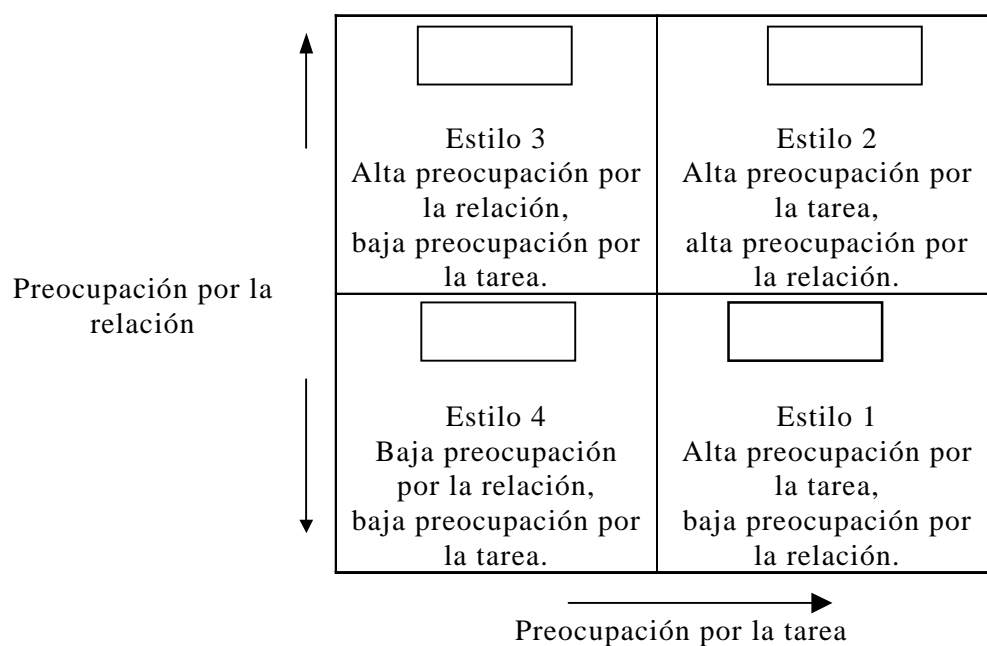 Estilo 3
Alta preocupación por
la relación,
baja preocupación por
la tarea.
Estilo 2
Alta preocupación por
la tarea,
alta preocupación por
la relación.
Preocupación por la
relación
Estilo 4
Baja preocupación
por la relación,
baja preocupación por
la tarea.
Estilo 1
Alta preocupación por
la tarea,
baja preocupación por
la relación.
Preocupación por la tarea